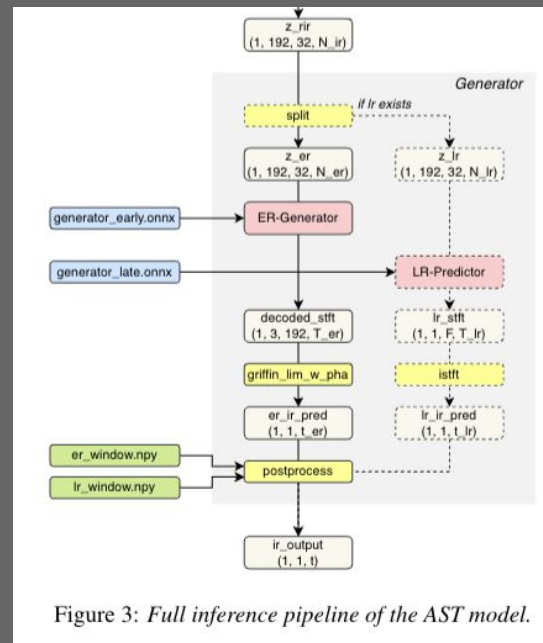 z_rir
(1, 192, 32, N_ir)
Generator
split
if lr exists
z_er
(1, 192, 32, N_er)
z_lr
(1, 192, 32, N_lr)
generator_early.onnx
ER-Generator
generator_late.onnx
LR-Predictor
decoded_stft
(1, 3, 192, T_er)
lr_stft
(1, 1, F, T_lr)
griffin_lim_w_pha
istft
er_ir_pred
(1, 1, t_er)
lr_ir_pred
(1, 1, t_lr)
er_window.npy
lr_window.npy
postprocess
ir_output
(1, 1, t)
Figure 3: Full inference pipeline of the AST model.